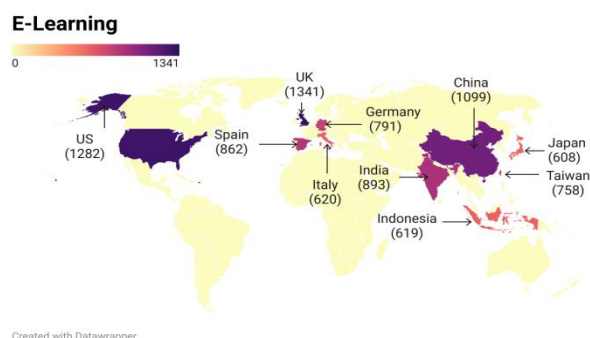 E-Learning
0 1341
UK
(1341)
China
(1099)
Germany
(791)
US
(1282)
Spain
(862)
Japan
(608)
India
(893)
Taiwan
(758)
Italy
(620)
Indonesia
(619)
Created with Datawrapper